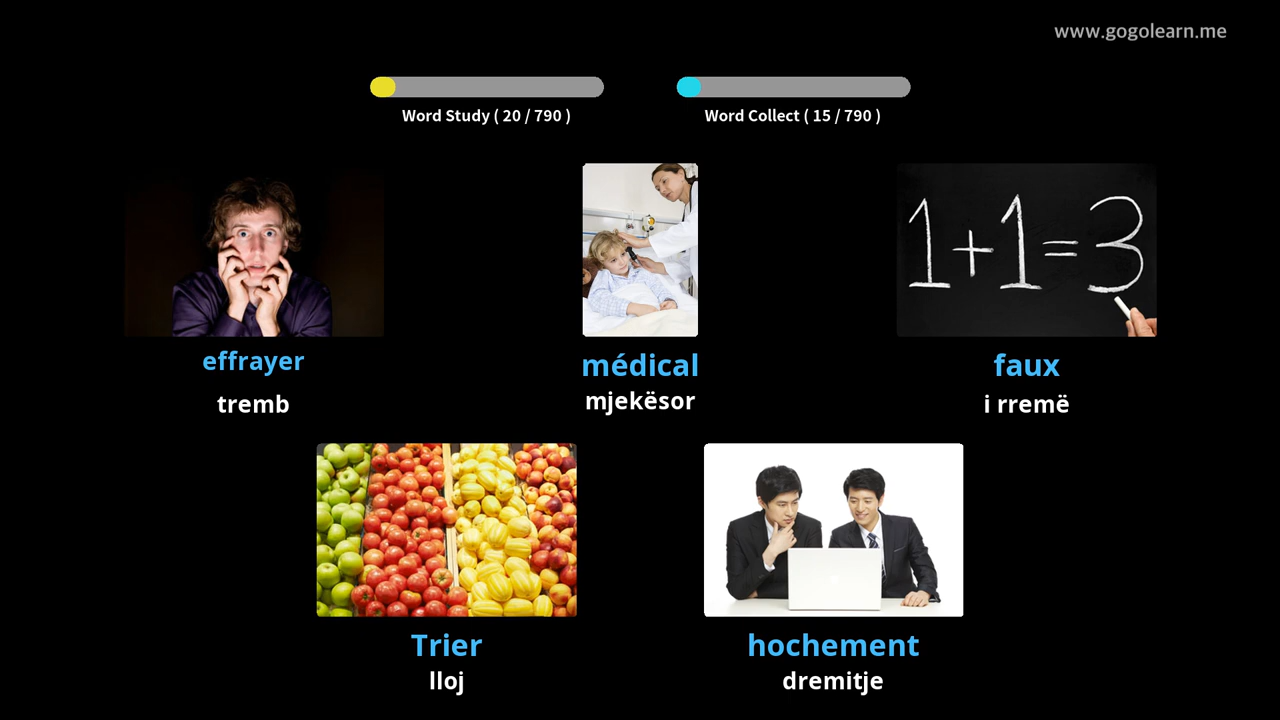 www.gogolearn.me
Word Study ( 20 / 790 )
Word Collect ( 15 / 790 )
1+1=3
effrayer
tremb
médical
mjekësor
faux
i rremë
Trier
lloj
hochement
dremitje